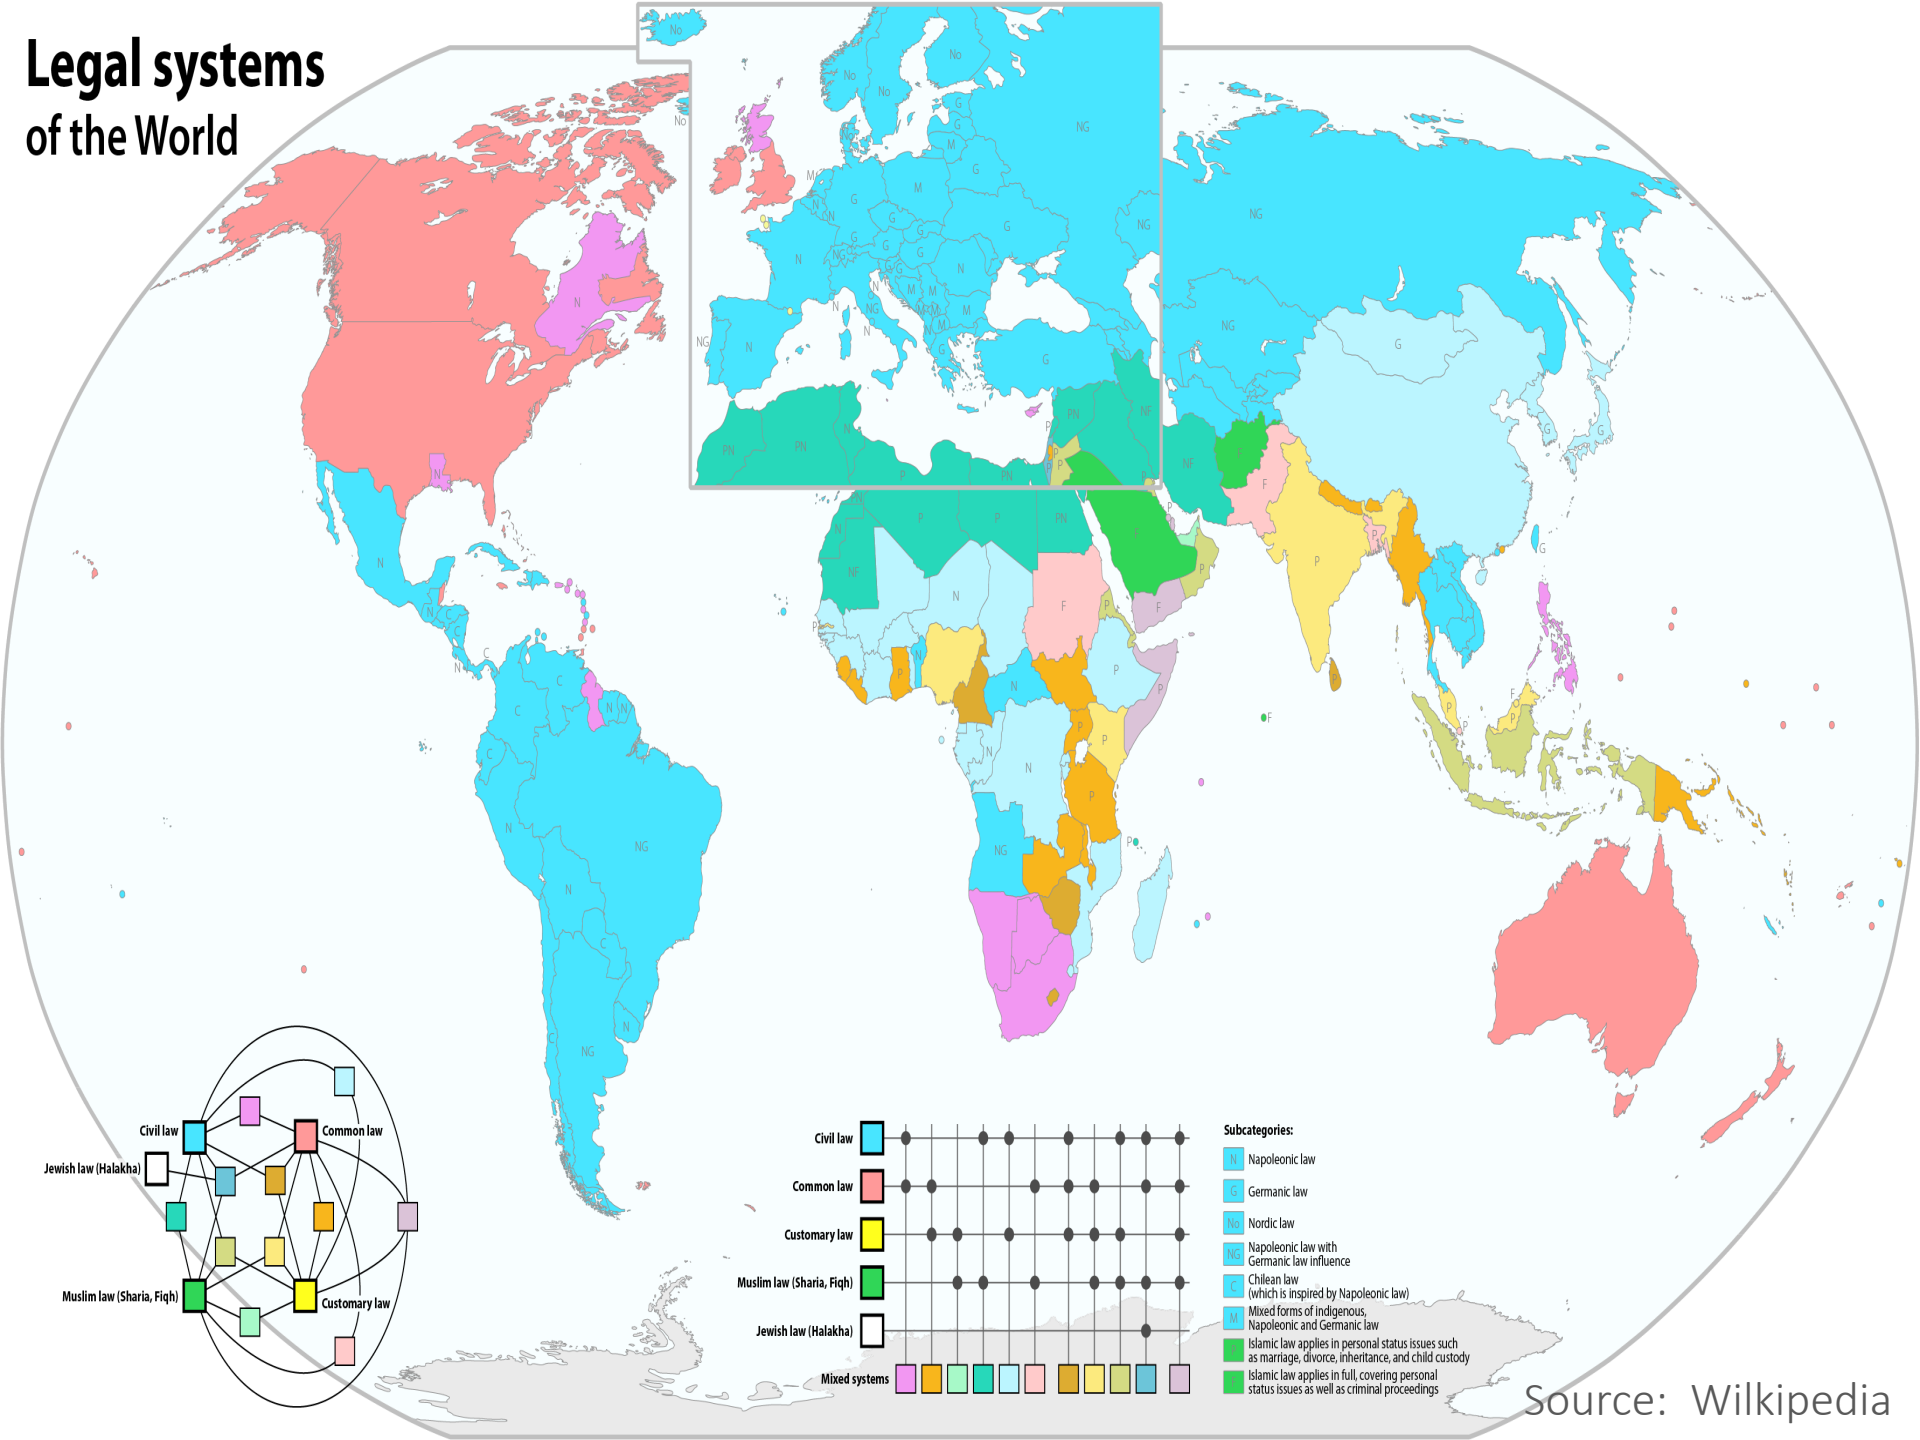 Legal systems
of the World
Civil law
Common law
Jewish law (Halakha)
Muslim law (Sharia, Fiqh)
Customary law
Civil law
Common law
Customary law
Muslim law (Sharia, Fiqh)
Jewish law (Halakha)
Mixed systems
Subcategories:
N Napoleonic law
G Germanic law
No Nordic law
NG Napoleonic law with
Germanic law influence
C Chilean law
(which is inspired by Napoleonic law)
M Mixed forms of indigenous,
Napoleonic and Germanic law
P Islamic law applies in personal status issues such
as marriage, divorce, inheritance, and child custody
F Islamic law applies in full, covering personal
status issues as well as criminal proceedings
Source: Wilkipedia